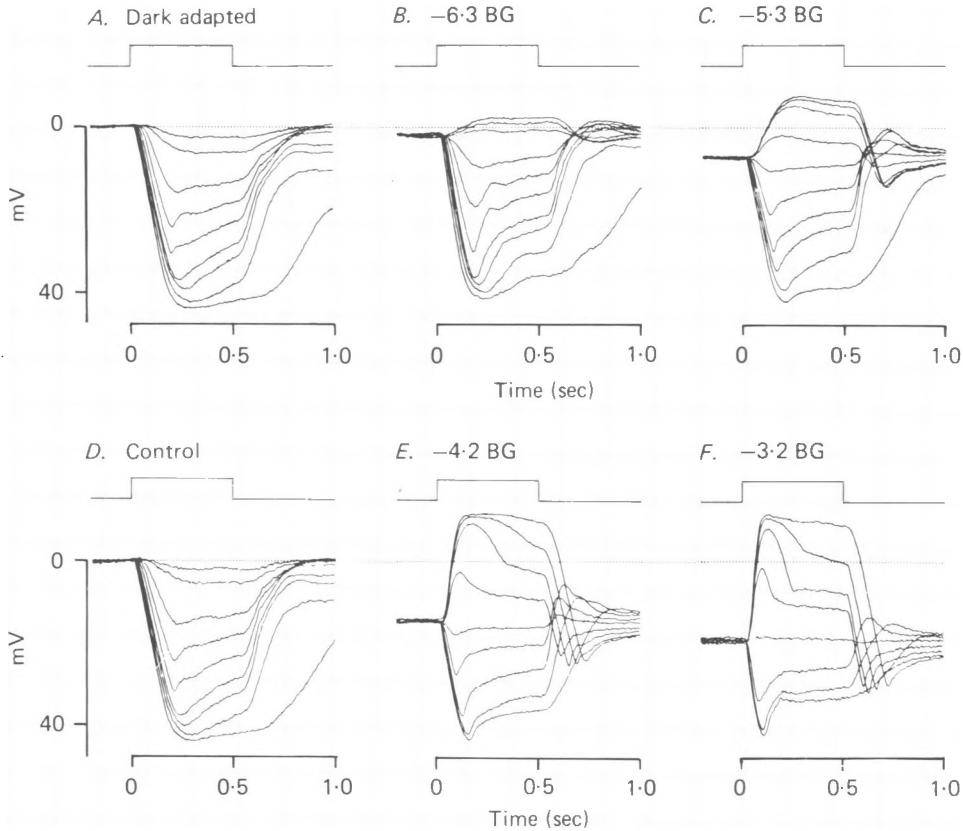 A. Dark adapted
B. −6·3 BG
C. −5·3 BG
0
40
mV
0 0·5 1·0
0 0·5 1·0
0 0·5 1·0
Time (sec)
D. Control
E. −4·2 BG
F. −3·2 BG
0
40
mV
0 0·5 1·0
0 0·5 1·0
0 0·5 1·0
Time (sec)